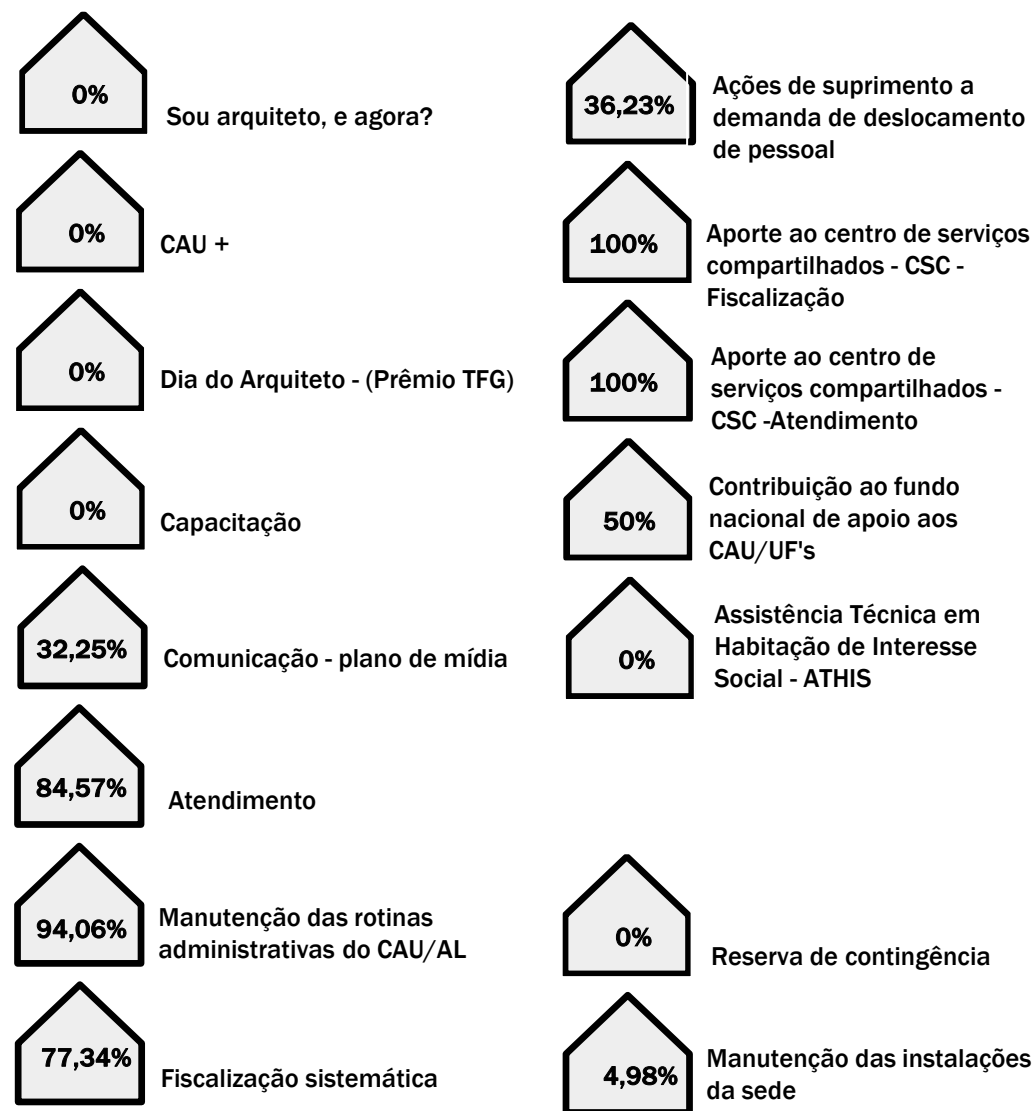 0%
Sou arquiteto, e agora?
0%
CAU +
0%
Dia do Arquiteto - (Prêmio TFG)
0%
Capacitação
32,25%
Comunicação - plano de mídia
84,57%
Atendimento
94,06%
Manutenção das rotinas
administrativas do CAU/AL
77,34%
Fiscalização sistemática
36,23%
Ações de suprimento a
demanda de deslocamento
de pessoal
100%
Aporte ao centro de serviços
compartilhados - CSC -
Fiscalização
100%
Aporte ao centro de
serviços compartilhados -
CSC -Atendimento
50%
Contribuição ao fundo
nacional de apoio aos
CAU/UF's
0%
Assistência Técnica em
Habitação de Interesse
Social - ATHIS
0%
Reserva de contingência
4,98%
Manutenção das instalações
da sede